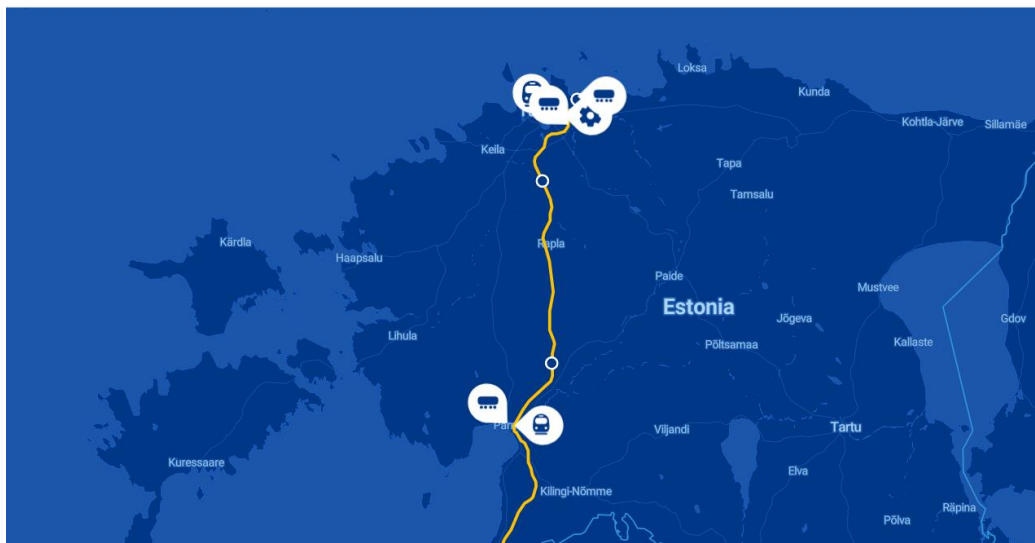 Loksa
Kunda
Kohtla-Järve
Sillamäe
Keila
Tapa
Tamsalu
Kärdla
Rapla
Haapsalu
Paide
Mustvee
Estonia
Jõgeva
Gdov
Lihula
Põltsamaa
Kallaste
Viljandi
Tartu
Kuressaare
Elva
Kilingi-Nõmme
Räpina
Põlva